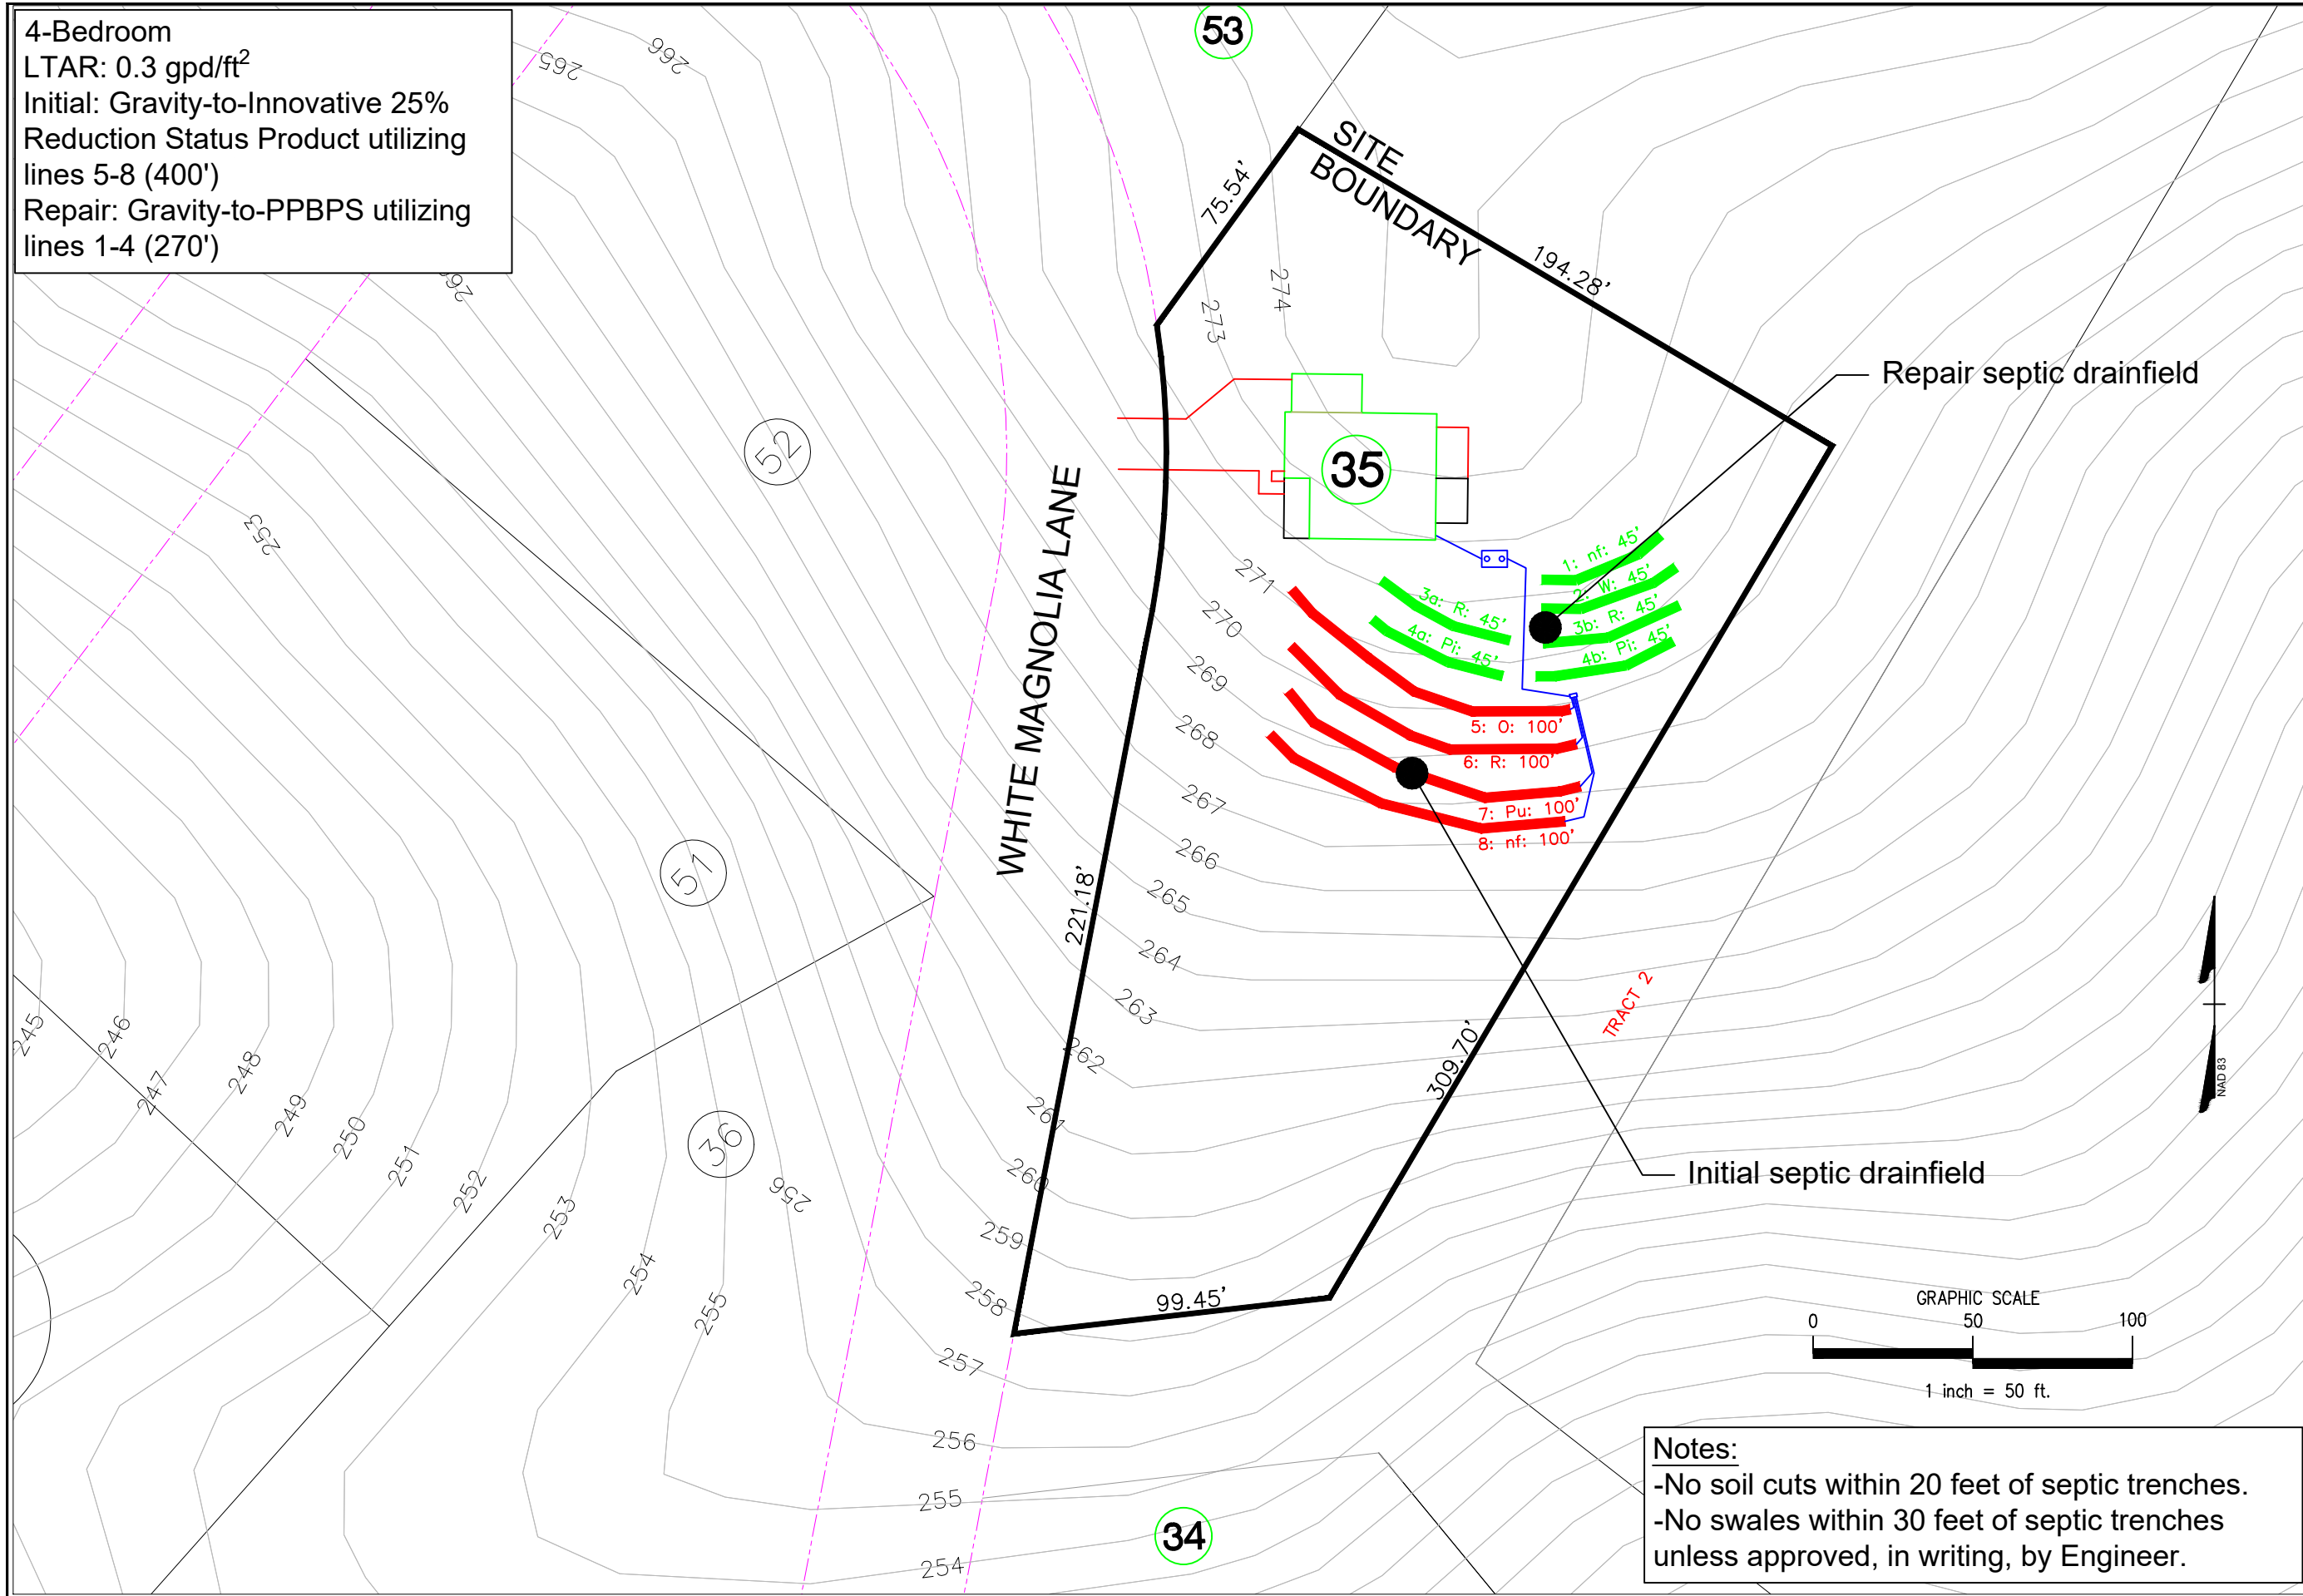 4-Bedroom
LTAR: 0.3 gpd/ft²
Initial: Gravity-to-Innovative 25%
Reduction Status Product utilizing
lines 5-8 (400')
Repair: Gravity-to-PPBPS utilizing
lines 1-4 (270')
53
265
266
SITE
BOUNDARY
75.54'
194.28'
274
273
Repair septic drainfield
52
35
253
WHITE MAGNOLIA LANE
1: nf: 45'
2: W: 45'
3a: R: 45'
3b: R: 45'
4a: Pi: 45'
4b: Pi: 45'
5: O: 100'
6: R: 100'
7: Pu: 100'
8: nf: 100'
271
270
269
268
267
266
265
264
263
262
261
260
259
258
257
256
255
254
51
221.18'
309.70'
TRACT 2
NAD 83
36
256
245
246
247
248
249
250
251
252
253
254
255
Initial septic drainfield
99.45'
GRAPHIC SCALE
0 50 100
1 inch = 50 ft.
34
Notes:
-No soil cuts within 20 feet of septic trenches.
-No swales within 30 feet of septic trenches
unless approved, in writing, by Engineer.